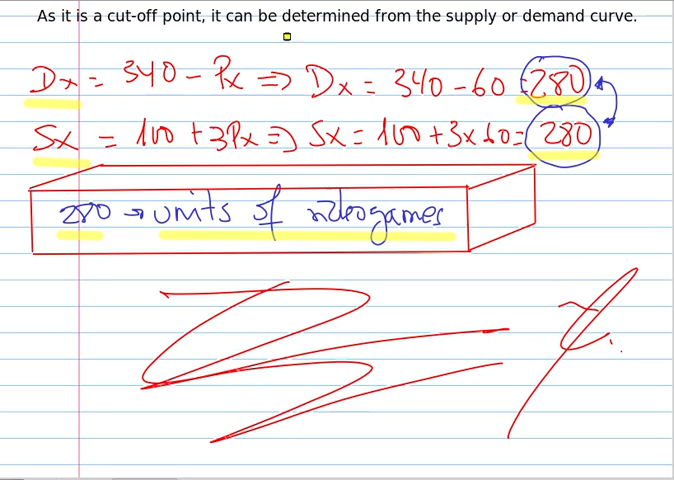 As it is a cut-off point, it can be determined from the supply or demand curve.
Dx = 340 - Px => Dx = 340 - 60 = 280
Sx = 100 + 3Px => Sx = 100 + 3x60 = 280
280 → units of videogames